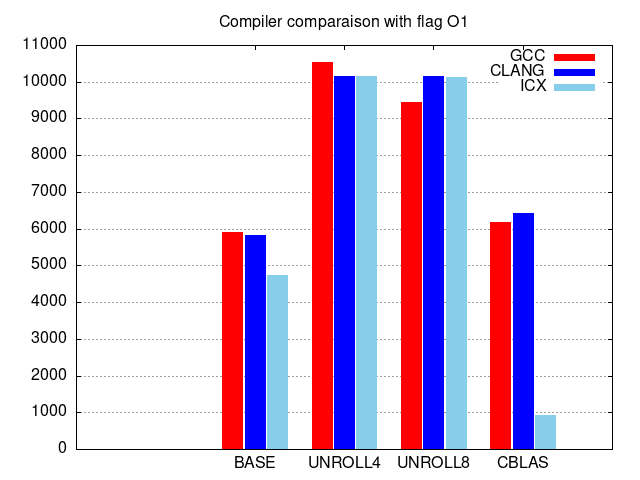 Compiler comparaison with flag O1
11000
10000
9000
8000
7000
6000
5000
4000
3000
2000
1000
0
GCC
CLANG
ICX
BASE UNROLL4 UNROLL8 CBLAS